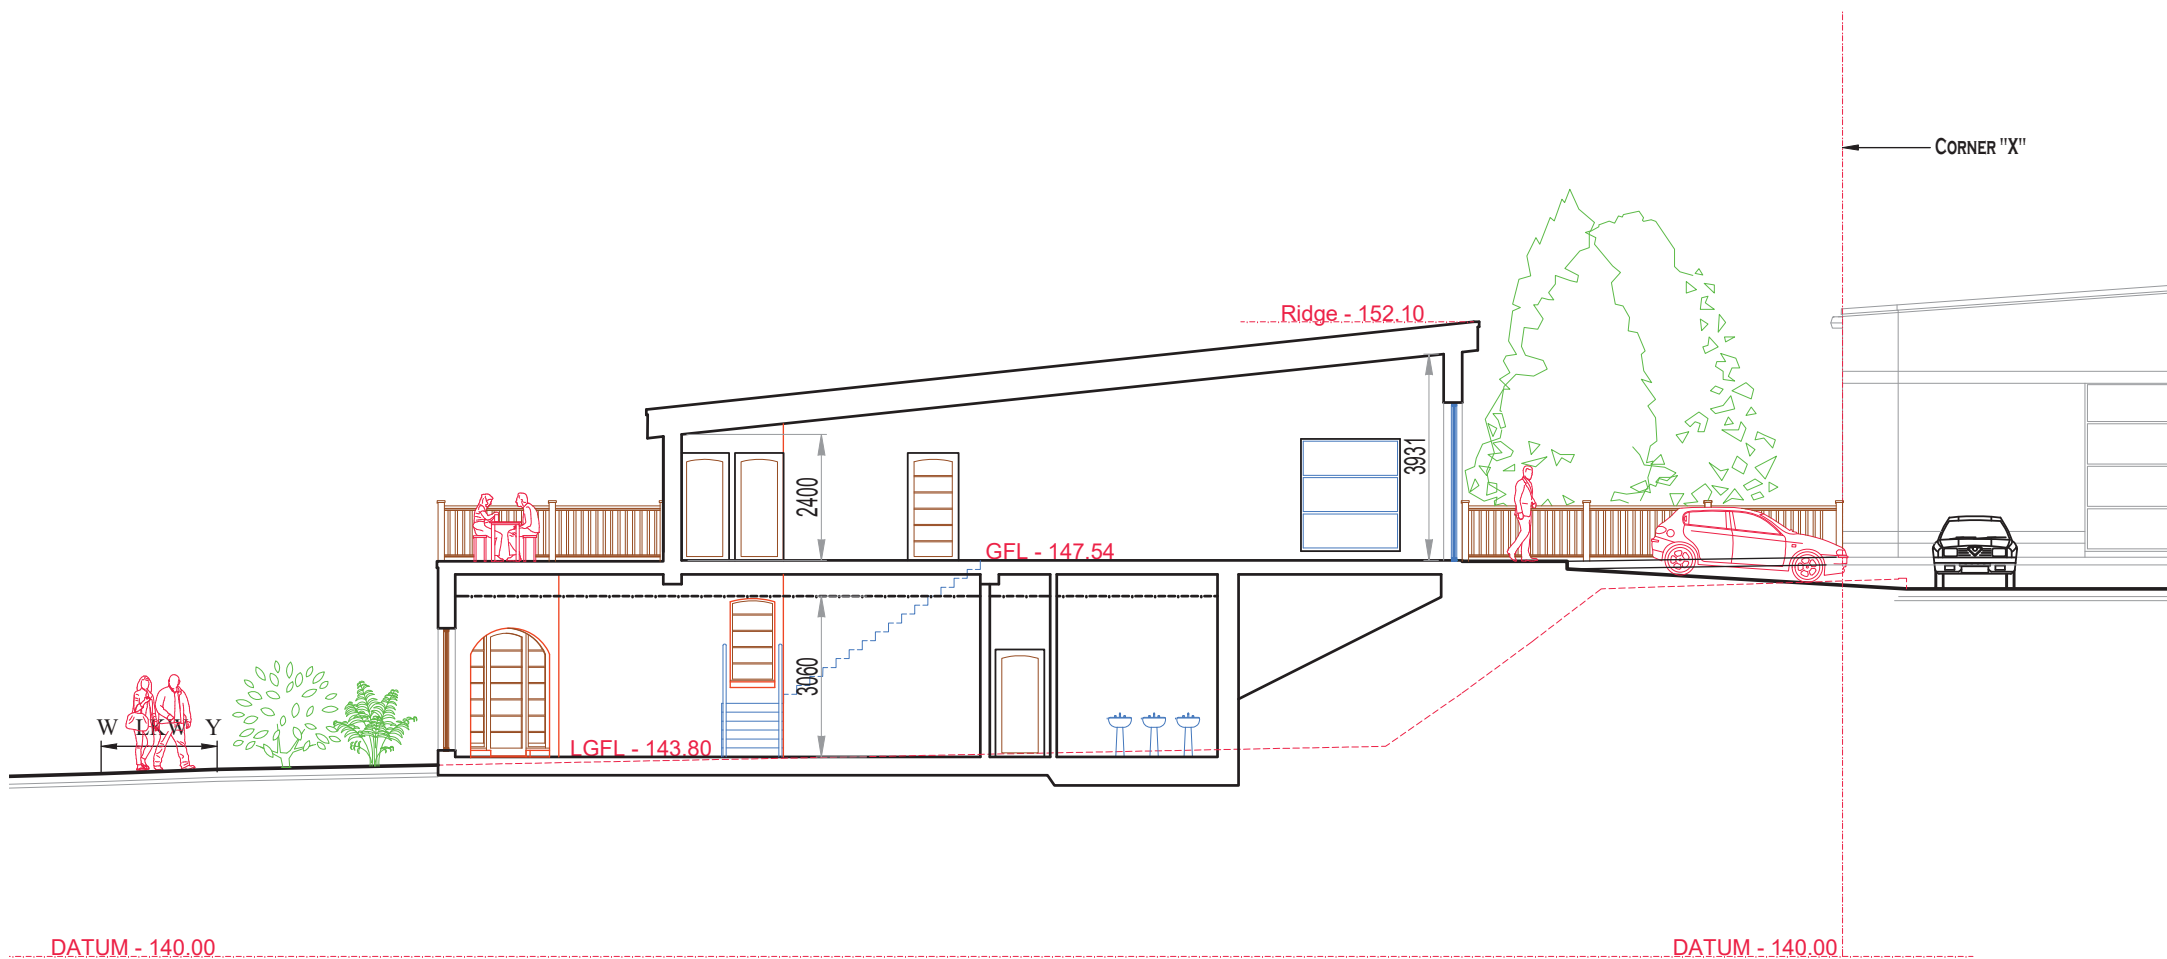 CORNER "X"
Ridge - 152.10
3931
2400
GFL - 147.54
3060
W LKW Y
LGFL - 143.80
DATUM - 140.00
DATUM - 140.00